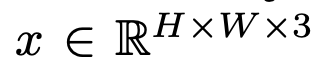 x ∈ ℝ^{H×W×3}